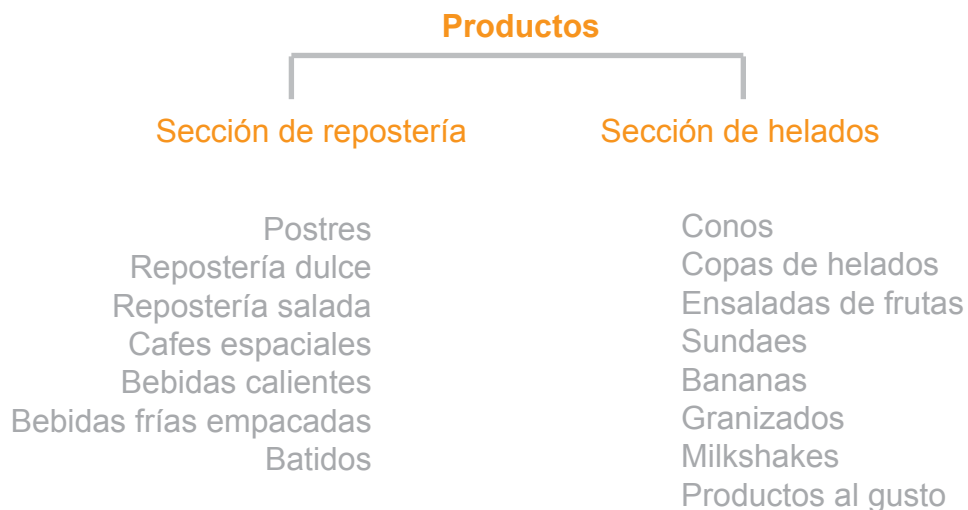 Productos
Sección de repostería
Sección de helados
Postres
Repostería dulce
Repostería salada
Cafes espaciales
Bebidas calientes
Bebidas frías empacadas
Batidos
Conos
Copas de helados
Ensaladas de frutas
Sundaes
Bananas
Granizados
Milkshakes
Productos al gusto